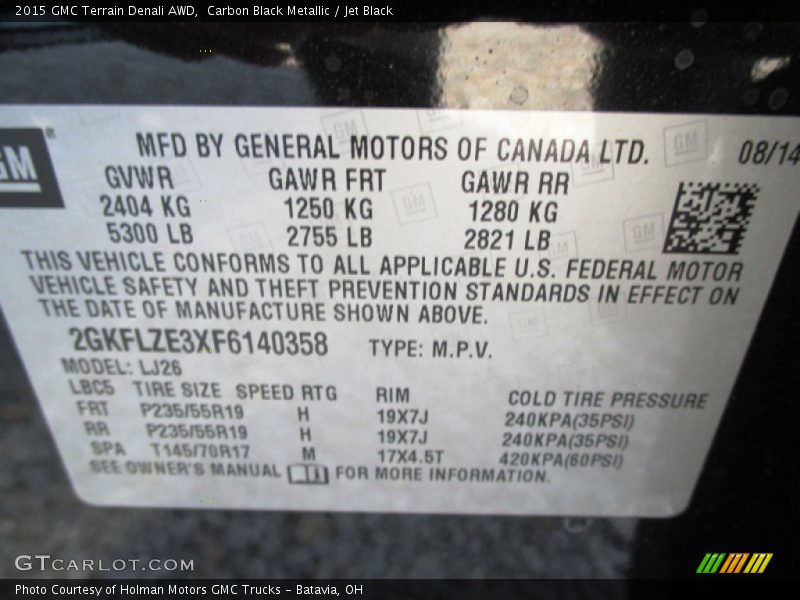 2015 GMC Terrain Denali AWD,  Carbon Black Metallic / Jet Black
GM ®
MFD BY GENERAL MOTORS OF CANADA LTD. 08/14
GVWR GAWR FRT GAWR RR
2404 KG 1250 KG 1280 KG
5300 LB 2755 LB 2821 LB
THIS VEHICLE CONFORMS TO ALL APPLICABLE U.S. FEDERAL MOTOR
VEHICLE SAFETY AND THEFT PREVENTION STANDARDS IN EFFECT ON
THE DATE OF MANUFACTURE SHOWN ABOVE.
2GKFLZE3XF6140358 TYPE: M.P.V.
MODEL: LJ26
LBC5 TIRE SIZE SPEED RTG RIM COLD TIRE PRESSURE
FRT P235/55R19 H 19X7J 240KPA(35PSI)
RR P235/55R19 H 19X7J 240KPA(35PSI)
SPA T145/70R17 M 17X4.5T 420KPA(60PSI)
SEE OWNER'S MANUAL FOR MORE INFORMATION.
GTCARLOT.COM
Photo Courtesy of Holman Motors GMC Trucks - Batavia, OH